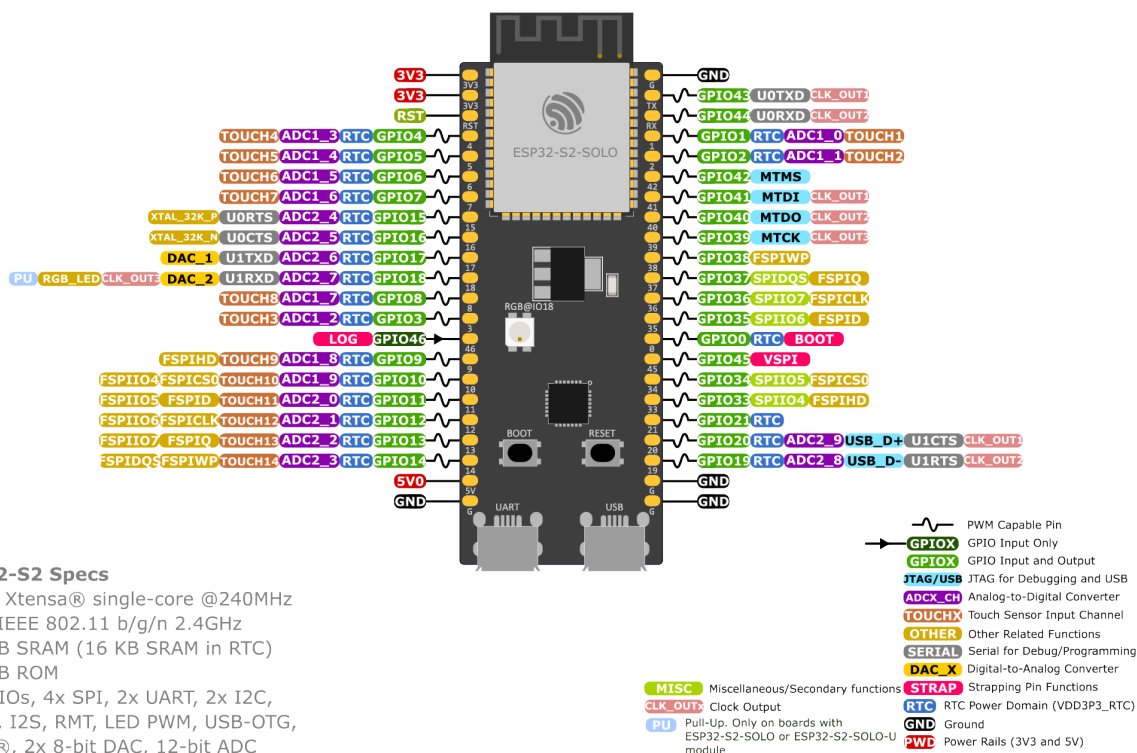 3V3 GND
3V3 GPIO43 U0TXD CLK_OUT1
RST GPIO44 U0RXD CLK_OUT2
TOUCH4 ADC1_3 RTC GPIO4 GPIO1 RTC ADC1_0 TOUCH1
TOUCH5 ADC1_4 RTC GPIO5 GPIO2 RTC ADC1_1 TOUCH2
TOUCH6 ADC1_5 RTC GPIO6 GPIO42 MTMS
TOUCH7 ADC1_6 RTC GPIO7 GPIO41 MTDI CLK_OUT1
XTAL_32K_P U0RTS ADC2_4 RTC GPIO15 GPIO40 MTDO CLK_OUT2
XTAL_32K_N U0CTS ADC2_5 RTC GPIO16 GPIO39 MTCK CLK_OUT3
DAC_1 U1TXD ADC2_6 RTC GPIO17 GPIO38 FSPIWP
PU RGB_LED CLK_OUT3 DAC_2 U1RXD ADC2_7 RTC GPIO18 GPIO37 SPIDQS FSPIQ
TOUCH8 ADC1_7 RTC GPIO8 GPIO36 SPIIO7 FSPICLK
TOUCH3 ADC1_2 RTC GPIO3 GPIO35 SPIIO6 FSPID
LOG GPIO46 GPIO0 RTC BOOT
FSPIHD TOUCH9 ADC1_8 RTC GPIO9 GPIO45 VSPI
FSPIIO4 FSPICS0 TOUCH10 ADC1_9 RTC GPIO10 GPIO34 SPIIO5 FSPICS0
FSPIIO5 FSPID TOUCH11 ADC2_0 RTC GPIO11 GPIO33 SPIIO4 FSPIHD
FSPIIO6 FSPICLK TOUCH12 ADC2_1 RTC GPIO12 GPIO21 RTC
FSPIIO7 FSPIQ TOUCH13 ADC2_2 RTC GPIO13 GPIO20 RTC ADC2_9 USB_D+ U1CTS CLK_OUT1
FSPIDQS FSPIWP TOUCH14 ADC2_3 RTC GPIO14 GPIO19 RTC ADC2_8 USB_D- U1RTS CLK_OUT2
5V0 GND
GND GND
3V3
3V3
RST
4
5
6
7
15
16
17
18
8
3
46
9
10
11
12
13
14
5V
G
G
TX
RX
1
2
42
41
40
39
38
37
36
35
0
45
34
33
21
20
19
G
G
ESP32-S2-SOLO
RGB@IO18
BOOT RESET
UART USB
2-S2 Specs
Xtensa® single-core @240MHz
IEEE 802.11 b/g/n 2.4GHz
B SRAM (16 KB SRAM in RTC)
B ROM
IOs, 4x SPI, 2x UART, 2x I2C,
, I2S, RMT, LED PWM, USB-OTG,
®, 2x 8-bit DAC, 12-bit ADC
PWM Capable Pin
GPIOX GPIO Input Only
GPIOX GPIO Input and Output
JTAG/USB JTAG for Debugging and USB
ADCX_CH Analog-to-Digital Converter
TOUCHX Touch Sensor Input Channel
OTHER Other Related Functions
SERIAL Serial for Debug/Programming
DAC_X Digital-to-Analog Converter
MISC Miscellaneous/Secondary functions
CLK_OUTX Clock Output
PU Pull-Up. Only on boards with
ESP32-S2-SOLO or ESP32-S2-SOLO-U
module
STRAP Strapping Pin Functions
RTC RTC Power Domain (VDD3P3_RTC)
GND Ground
PWD Power Rails (3V3 and 5V)